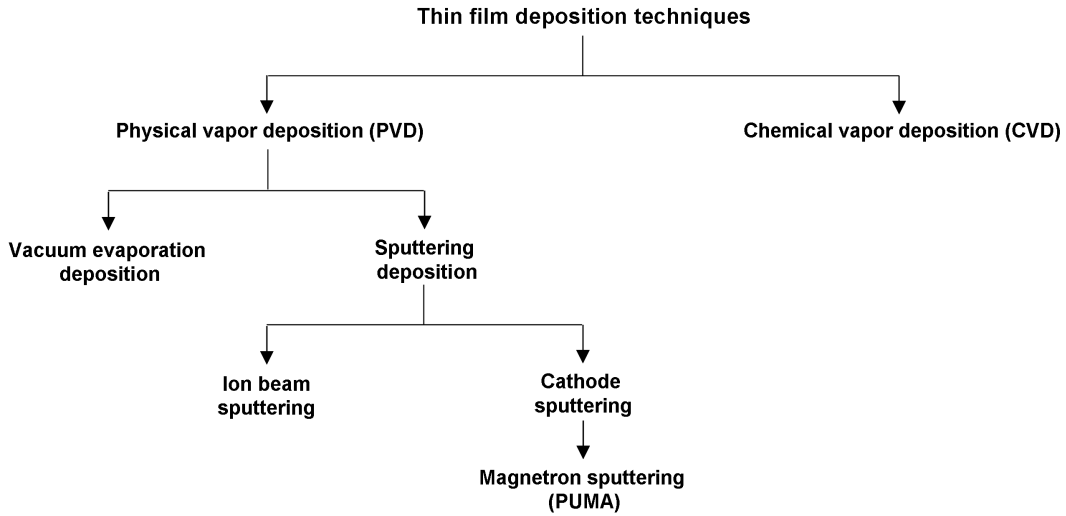 Thin film deposition techniques
Physical vapor deposition (PVD)
Chemical vapor deposition (CVD)
Vacuum evaporation
deposition
Sputtering
deposition
Ion beam
sputtering
Cathode
sputtering
Magnetron sputtering
(PUMA)